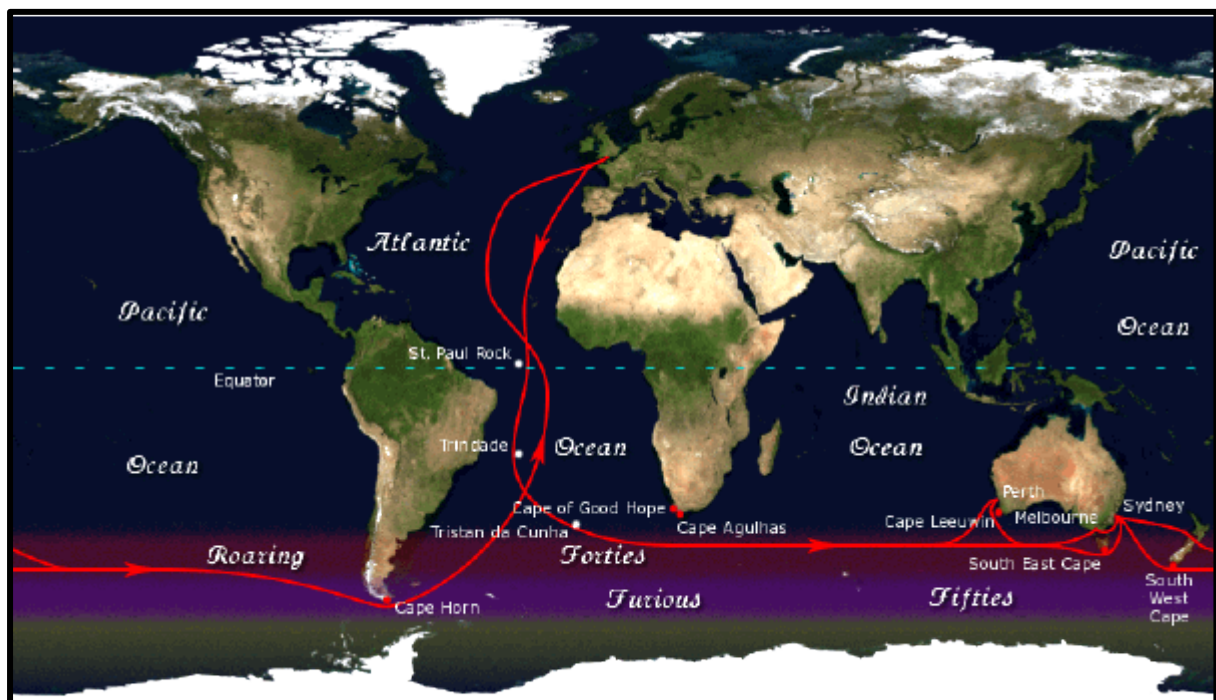 Atlantic
Pacific
Pacific
Ocean
St. Paul Rock
Equator
Indian
Trindade
Ocean
Ocean
Ocean
Perth
Cape of Good Hope
Sydney
Cape Leeuwin
Melbourne
Cape Agulhas
Tristan da Cunha
Roaring
Forties
South East Cape
South
West
Cape
Furious
Fifties
Cape Horn